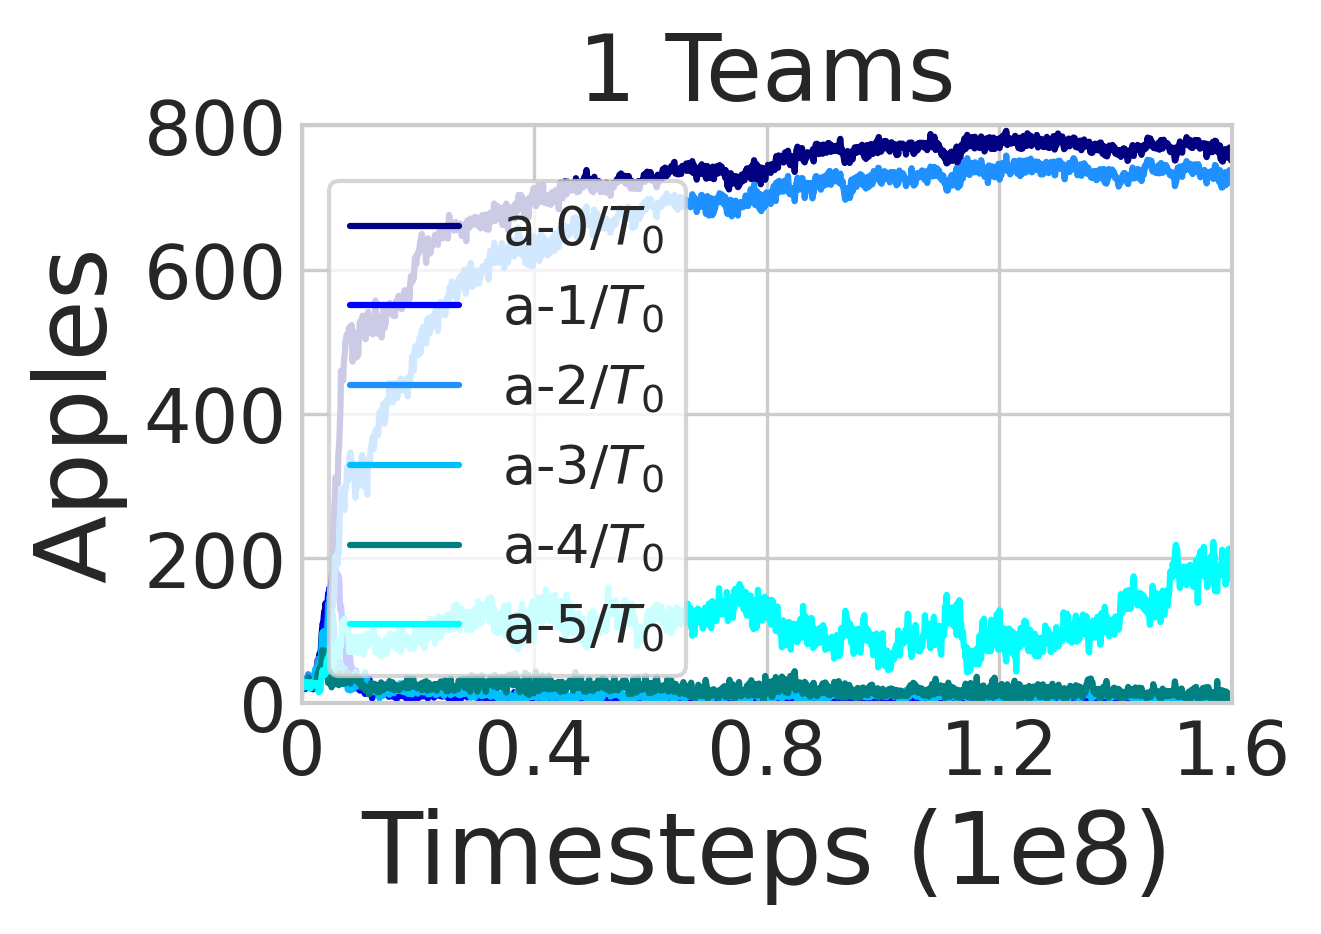 1 Teams
800
600
400
200
0
Apples
a-0/T₀
a-1/T₀
a-2/T₀
a-3/T₀
a-4/T₀
a-5/T₀
0 0.4 0.8 1.2 1.6
Timesteps (1e8)